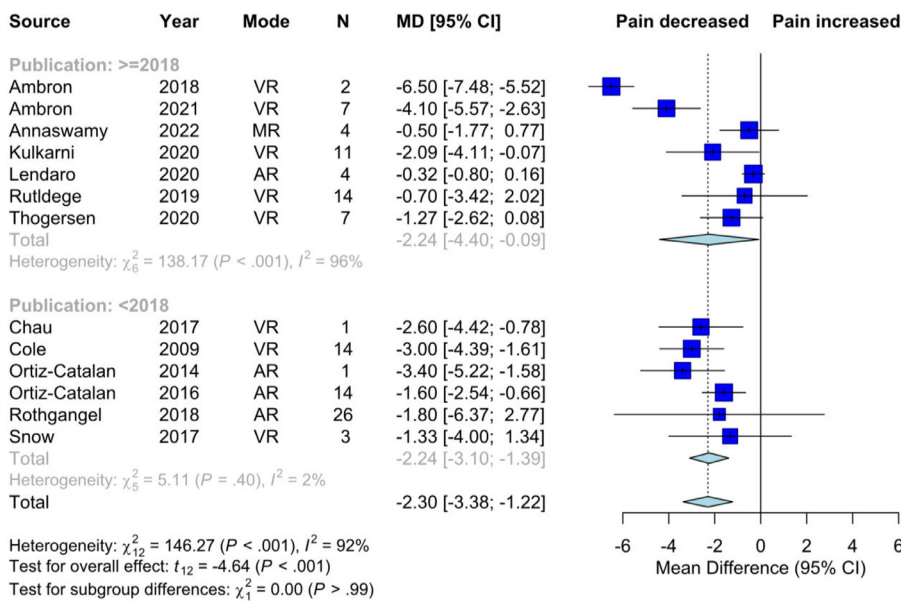 Source Year Mode N MD [95% CI] Pain decreased Pain increased
Publication: >=2018
Ambron 2018 VR 2 -6.50 [-7.48; -5.52]
Ambron 2021 VR 7 -4.10 [-5.57; -2.63]
Annaswamy 2022 MR 4 -0.50 [-1.77; 0.77]
Kulkarni 2020 VR 11 -2.09 [-4.11; -0.07]
Lendaro 2020 AR 4 -0.32 [-0.80; 0.16]
Rutldege 2019 VR 14 -0.70 [-3.42; 2.02]
Thogersen 2020 VR 7 -1.27 [-2.62; 0.08]
Total -2.24 [-4.40; -0.09]
Heterogeneity: χ²₆ = 138.17 (P < .001), I² = 96%
Publication: <2018
Chau 2017 VR 1 -2.60 [-4.42; -0.78]
Cole 2009 VR 14 -3.00 [-4.39; -1.61]
Ortiz-Catalan 2014 AR 1 -3.40 [-5.22; -1.58]
Ortiz-Catalan 2016 AR 14 -1.60 [-2.54; -0.66]
Rothgangel 2018 AR 26 -1.80 [-6.37; 2.77]
Snow 2017 VR 3 -1.33 [-4.00; 1.34]
Total -2.24 [-3.10; -1.39]
Heterogeneity: χ²₅ = 5.11 (P = .40), I² = 2%
Total -2.30 [-3.38; -1.22]
-6 -4 -2 0 2 4 6
Mean Difference (95% CI)
Heterogeneity: χ²₁₂ = 146.27 (P < .001), I² = 92%
Test for overall effect: t₁₂ = -4.64 (P < .001)
Test for subgroup differences: χ²₁ = 0.00 (P > .99)